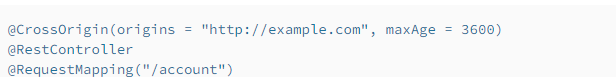 @CrossOrigin(origins = "http://example.com", maxAge = 3600)
@RestController
@RequestMapping("/account")